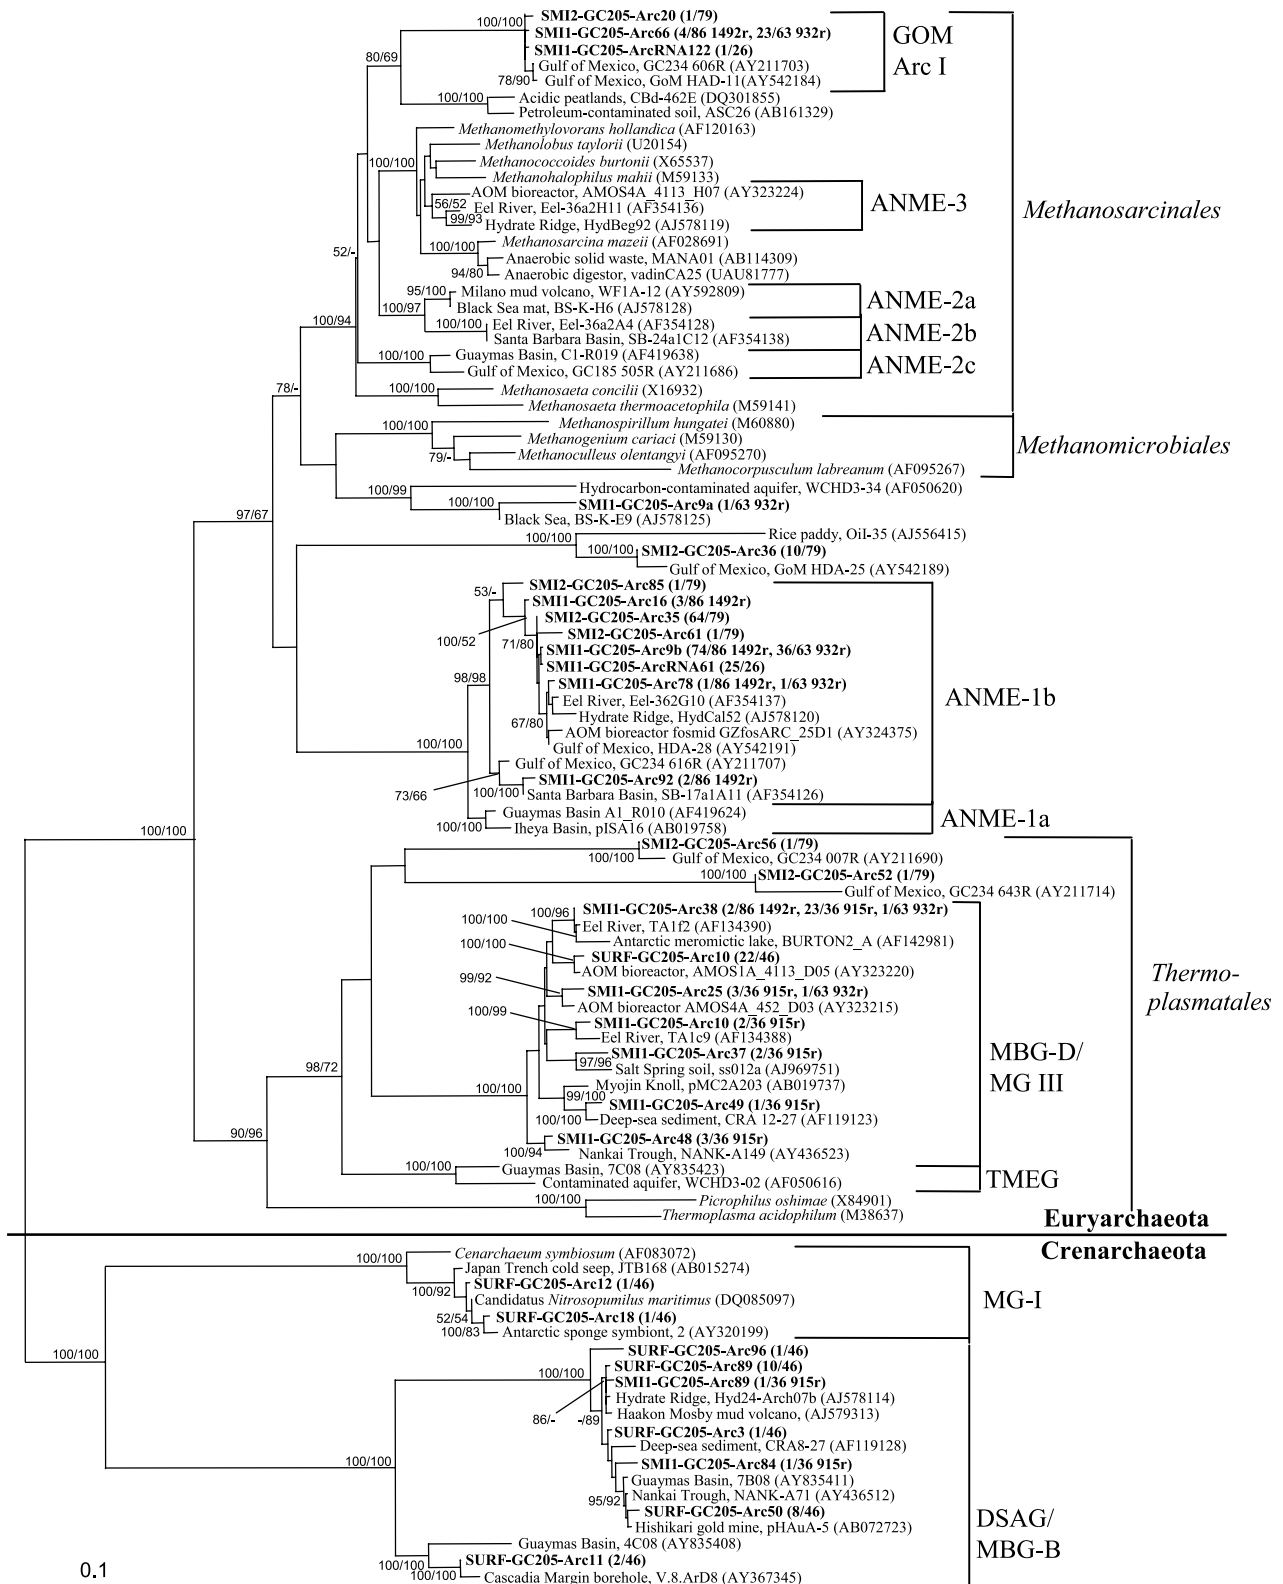 SMI2-GC205-Arc20 (1/79)
100/100
SMI1-GC205-Arc66 (4/86 1492r, 23/63 932r)
GOM
Arc I
SMI1-GC205-ArcRNA122 (1/26)
80/69
Gulf of Mexico, GC234 606R (AY211703)
78/90
Gulf of Mexico, GoM HAD-11(AY542184)
100/100
Acidic peatlands, CBd-462E (DQ301855)
Petroleum-contaminated soil, ASC26 (AB161329)
Methanomethylovorans hollandica (AF120163)
Methanolobus taylorii (U20154)
100/100
Methanococcoides burtonii (X65537)
Methanohalophilus mahii (M59133)
AOM bioreactor, AMOS4A_4113_H07 (AY323224)
56/52
Eel River, Eel-36a2H11 (AF354136)
ANME-3
Methanosarcinales
99/93
Hydrate Ridge, HydBeg92 (AJ578119)
Methanosarcina mazeii (AF028691)
100/100
52/-
Anaerobic solid waste, MANA01 (AB114309)
94/80
Anaerobic digestor, vadinCA25 (UAU81777)
95/100
Milano mud volcano, WF1A-12 (AY592809)
ANME-2a
100/97
Black Sea mat, BS-K-H6 (AJ578128)
100/94
100/100
Eel River, Eel-36a2A4 (AF354128)
ANME-2b
Santa Barbara Basin, SB-24a1C12 (AF354138)
100/100
Guaymas Basin, C1-R019 (AF419638)
ANME-2c
Gulf of Mexico, GC185 505R (AY211686)
78/-
100/100
Methanosaeta concilii (X16932)
Methanosaeta thermoacetophila (M59141)
100/100
Methanospirillum hungatei (M60880)
Methanogenium cariaci (M59130)
Methanomicrobiales
79/-
Methanoculleus olentangyi (AF095270)
Methanocorpusculum labreanum (AF095267)
100/99
Hydrocarbon-contaminated aquifer, WCHD3-34 (AF050620)
100/100
SMI1-GC205-Arc9a (1/63 932r)
97/67
Black Sea, BS-K-E9 (AJ578125)
100/100
Rice paddy, OiI-35 (AJ556415)
100/100
SMI2-GC205-Arc36 (10/79)
Gulf of Mexico, GoM HDA-25 (AY542189)
53/-
SMI2-GC205-Arc85 (1/79)
SMI1-GC205-Arc16 (3/86 1492r)
SMI2-GC205-Arc35 (64/79)
100/52
71/80
SMI2-GC205-Arc61 (1/79)
SMI1-GC205-Arc9b (74/86 1492r, 36/63 932r)
98/98
SMI1-GC205-ArcRNA61 (25/26)
SMI1-GC205-Arc78 (1/86 1492r, 1/63 932r)
ANME-1b
Eel River, Eel-362G10 (AF354137)
67/80
Hydrate Ridge, HydCal52 (AJ578120)
AOM bioreactor fosmid GZfosARC_25D1 (AY324375)
100/100
Gulf of Mexico, HDA-28 (AY542191)
Gulf of Mexico, GC234 616R (AY211707)
SMI1-GC205-Arc92 (2/86 1492r)
73/66
100/100
Santa Barbara Basin, SB-17a1A11 (AF354126)
Guaymas Basin A1_R010 (AF419624)
ANME-1a
100/100
Iheya Basin, pISA16 (AB019758)
100/100
SMI2-GC205-Arc56 (1/79)
100/100
Gulf of Mexico, GC234 007R (AY211690)
100/100
SMI2-GC205-Arc52 (1/79)
Gulf of Mexico, GC234 643R (AY211714)
100/96
SMI1-GC205-Arc38 (2/86 1492r, 23/36 915r, 1/63 932r)
100/100
Eel River, TA1f2 (AF134390)
Antarctic meromictic lake, BURTON2_A (AF142981)
100/100
SURF-GC205-Arc10 (22/46)
AOM bioreactor, AMOS1A_4113_D05 (AY323220)
99/92
SMI1-GC205-Arc25 (3/36 915r, 1/63 932r)
Thermo-
plasmatales
AOM bioreactor AMOS4A_452_D03 (AY323215)
100/99
SMI1-GC205-Arc10 (2/36 915r)
Eel River, TA1c9 (AF134388)
SMI1-GC205-Arc37 (2/36 915r)
MBG-D/
MG III
97/96
Salt Spring soil, ss012a (AJ969751)
98/72
100/100
Myojin Knoll, pMC2A203 (AB019737)
99/100
SMI1-GC205-Arc49 (1/36 915r)
100/100
Deep-sea sediment, CRA 12-27 (AF119123)
90/96
SMI1-GC205-Arc48 (3/36 915r)
100/94
Nankai Trough, NANK-A149 (AY436523)
100/100
Guaymas Basin, 7C08 (AY835423)
TMEG
Contaminated aquifer, WCHD3-02 (AF050616)
100/100
Picrophilus oshimae (X84901)
Thermoplasma acidophilum (M38637)
Euryarchaeota
Crenarchaeota
100/100
Cenarchaeum symbiosum (AF083072)
Japan Trench cold seep, JTB168 (AB015274)
100/92
SURF-GC205-Arc12 (1/46)
Candidatus Nitrosopumilus maritimus (DQ085097)
MG-I
52/54
SURF-GC205-Arc18 (1/46)
100/83
Antarctic sponge symbiont, 2 (AY320199)
100/100
SURF-GC205-Arc96 (1/46)
100/100
SURF-GC205-Arc89 (10/46)
SMI1-GC205-Arc89 (1/36 915r)
Hydrate Ridge, Hyd24-Arch07b (AJ578114)
86/-
-/89
Haakon Mosby mud volcano, (AJ579313)
SURF-GC205-Arc3 (1/46)
Deep-sea sediment, CRA8-27 (AF119128)
100/100
SMI1-GC205-Arc84 (1/36 915r)
Guaymas Basin, 7B08 (AY835411)
95/92
Nankai Trough, NANK-A71 (AY436512)
SURF-GC205-Arc50 (8/46)
DSAG/
MBG-B
Hishikari gold mine, pHAuA-5 (AB072723)
Guaymas Basin, 4C08 (AY835408)
100/100
SURF-GC205-Arc11 (2/46)
100/100
Cascadia Margin borehole, V.8.ArD8 (AY367345)
0.1